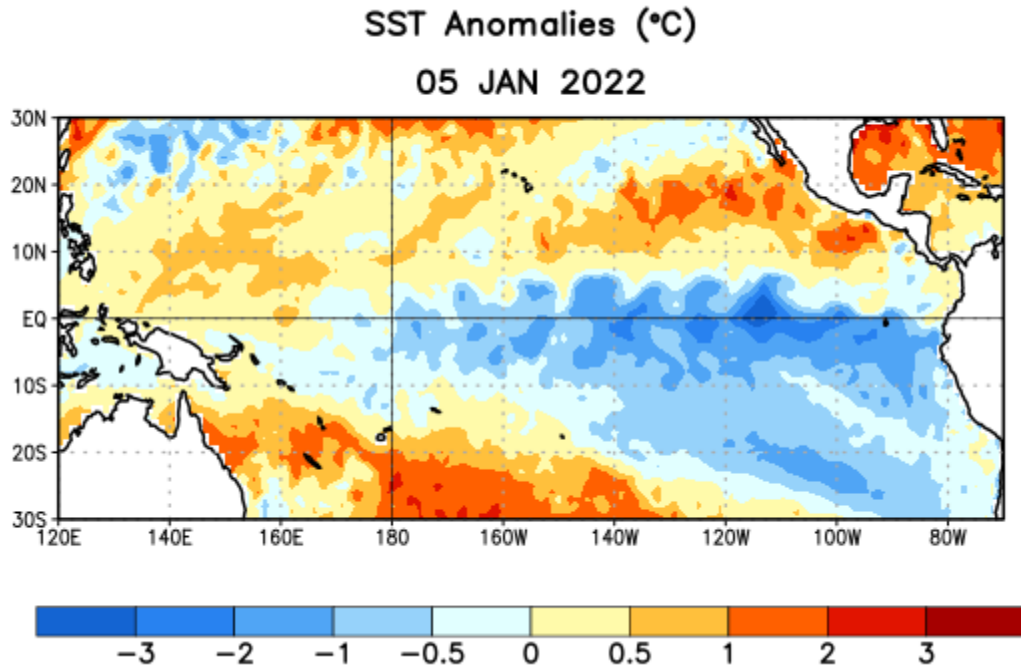 SST Anomalies (°C)
05 JAN 2022
30N
20N
10N
EQ
10S
20S
30S
120E 140E 160E 180 160W 140W 120W 100W 80W
-3 -2 -1 -0.5 0 0.5 1 2 3